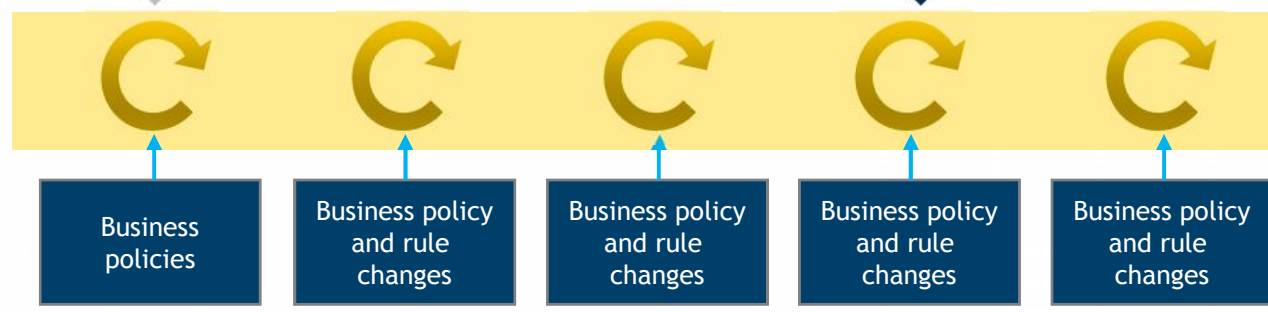 Business
policies
Business policy
and rule
changes
Business policy
and rule
changes
Business policy
and rule
changes
Business policy
and rule
changes